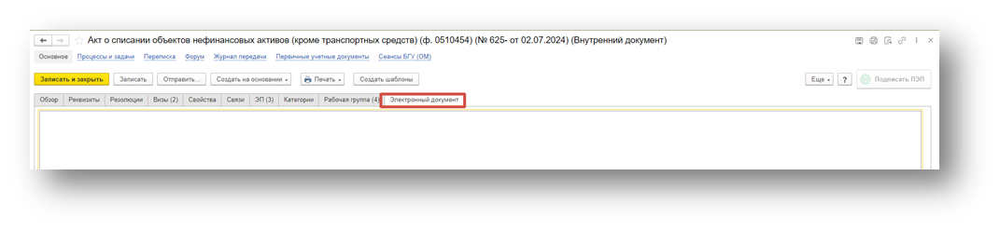 Акт о списании объектов нефинансовых активов (кроме транспортных средств) (ф. 0510454) (№ 625- от 02.07.2024) (Внутренний документ)
Основное Процессы и задачи Переписка Форум Журнал передачи Первичные учетные документы Сеансы БГУ (ОМ)
Записать и закрыть Записать Отправить... Создать на основании Печать Создать шаблоны Еще ? Подписать ПЭП
Обзор Реквизиты Резолюции Визы (2) Свойства Связи ЭП (3) Категории Рабочая группа (4) Электронный документ